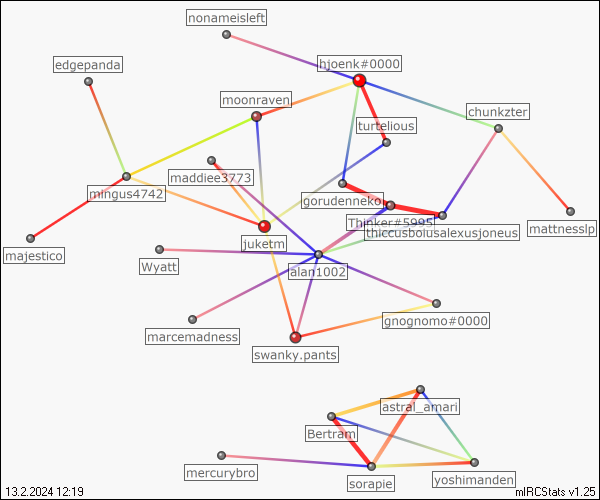 nonameisleft
hjoenk#0000
edgepanda
moonraven
chunkzter
turtelious
maddiee3773
mingus4742
gorudenneko
Thinker#5995
thiccusbotusalexusjoneus
mattnesslp
juketm
majestico
Wyatt
alan1002
gnognomo#0000
marcemadness
swanky.pants
astral_amari
Bertram
mercurybro
sorapie
yoshimanden
13.2.2024 12:19
mIRCStats v1.25